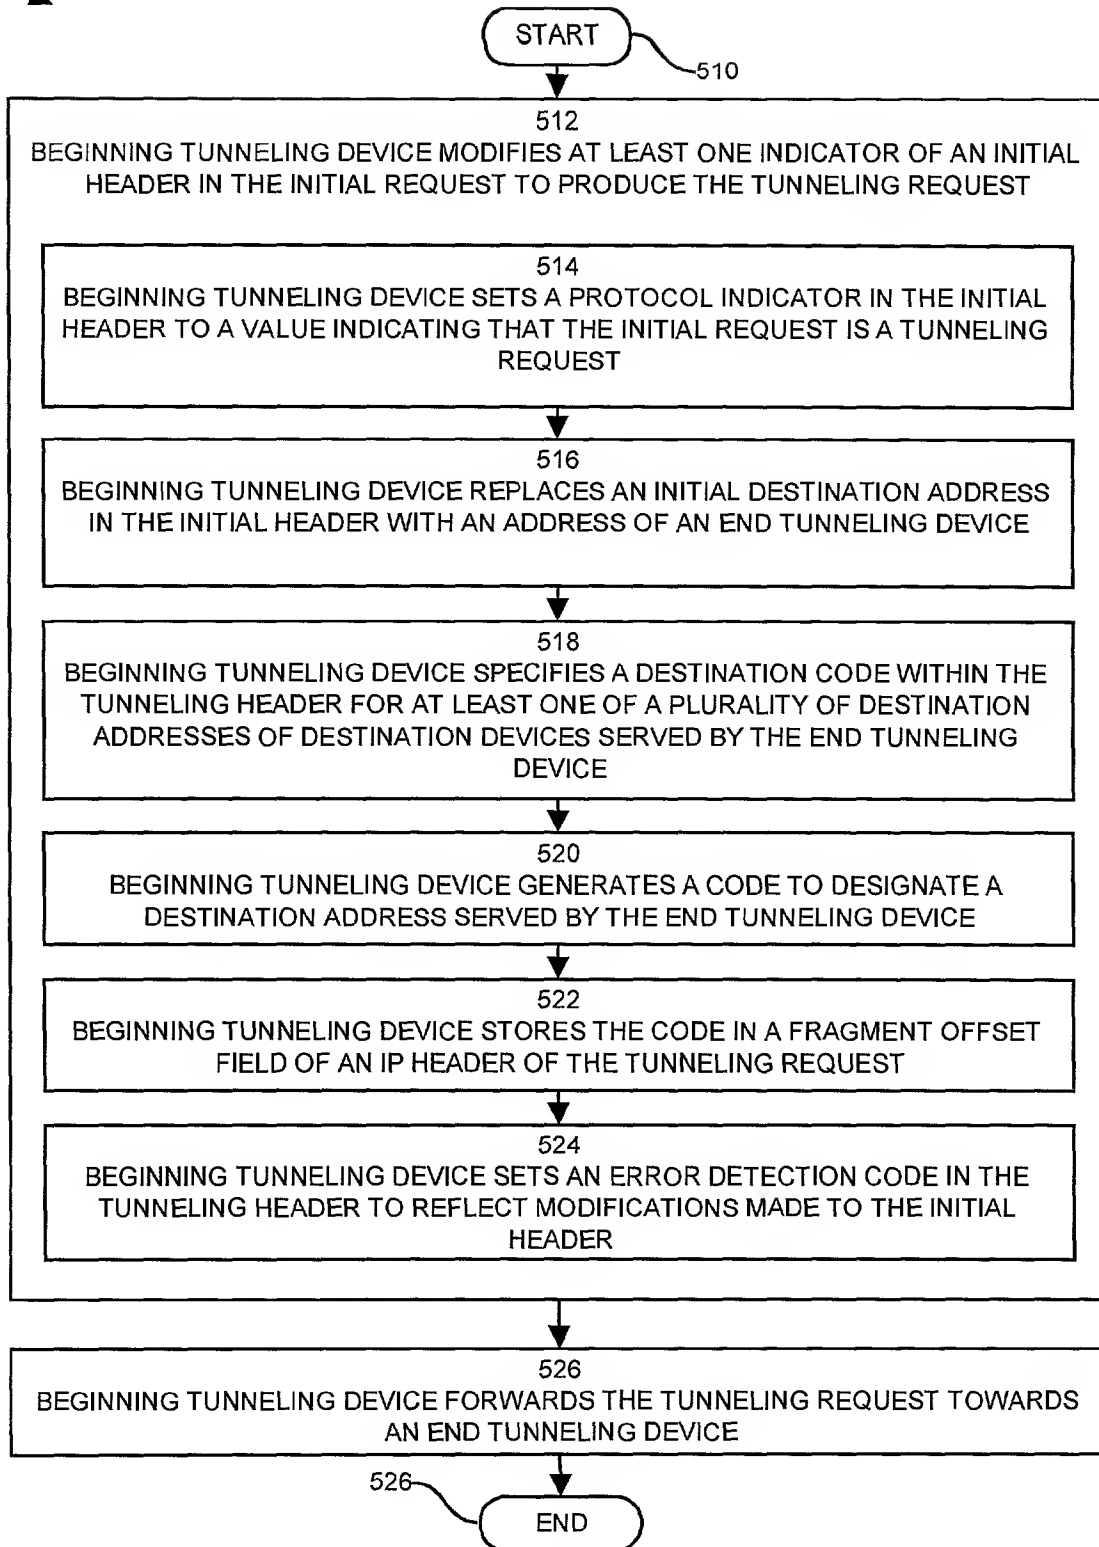 START
510
512
BEGINNING TUNNELING DEVICE MODIFIES AT LEAST ONE INDICATOR OF AN INITIAL
HEADER IN THE INITIAL REQUEST TO PRODUCE THE TUNNELING REQUEST
514
BEGINNING TUNNELING DEVICE SETS A PROTOCOL INDICATOR IN THE INITIAL
HEADER TO A VALUE INDICATING THAT THE INITIAL REQUEST IS A TUNNELING
REQUEST
516
BEGINNING TUNNELING DEVICE REPLACES AN INITIAL DESTINATION ADDRESS
IN THE INITIAL HEADER WITH AN ADDRESS OF AN END TUNNELING DEVICE
518
BEGINNING TUNNELING DEVICE SPECIFIES A DESTINATION CODE WITHIN THE
TUNNELING HEADER FOR AT LEAST ONE OF A PLURALITY OF DESTINATION
ADDRESSES OF DESTINATION DEVICES SERVED BY THE END TUNNELING
DEVICE
520
BEGINNING TUNNELING DEVICE GENERATES A CODE TO DESIGNATE A
DESTINATION ADDRESS SERVED BY THE END TUNNELING DEVICE
522
BEGINNING TUNNELING DEVICE STORES THE CODE IN A FRAGMENT OFFSET
FIELD OF AN IP HEADER OF THE TUNNELING REQUEST
524
BEGINNING TUNNELING DEVICE SETS AN ERROR DETECTION CODE IN THE
TUNNELING HEADER TO REFLECT MODIFICATIONS MADE TO THE INITIAL
HEADER
526
BEGINNING TUNNELING DEVICE FORWARDS THE TUNNELING REQUEST TOWARDS
AN END TUNNELING DEVICE
526
END